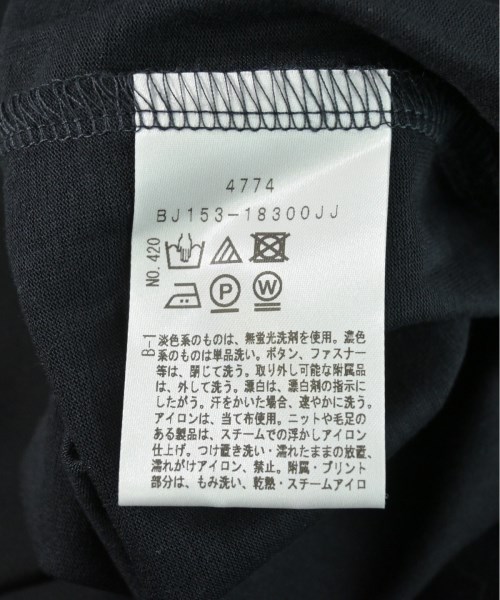 4774
BJ153-18300JJ
NO.420
P
W
B-1
淡色系のものは、無蛍光洗剤を使用。濃色
系のものは単品洗い。ボタン、ファスナー
等は、閉じて洗う。取り外し可能な附属品
は、外して洗う。漂白は、漂白剤の指示に
したがう。汗をかいた場合、速やかに洗う。
アイロンは、当て布使用。ニットや毛足の
ある製品は、スチームでの浮かしアイロン
仕上げ。つけ置き洗い・濡れたままの放置、
濡れがけアイロン、禁止。附属・プリント
部分は、もみ洗い、乾熱・スチームアイロ